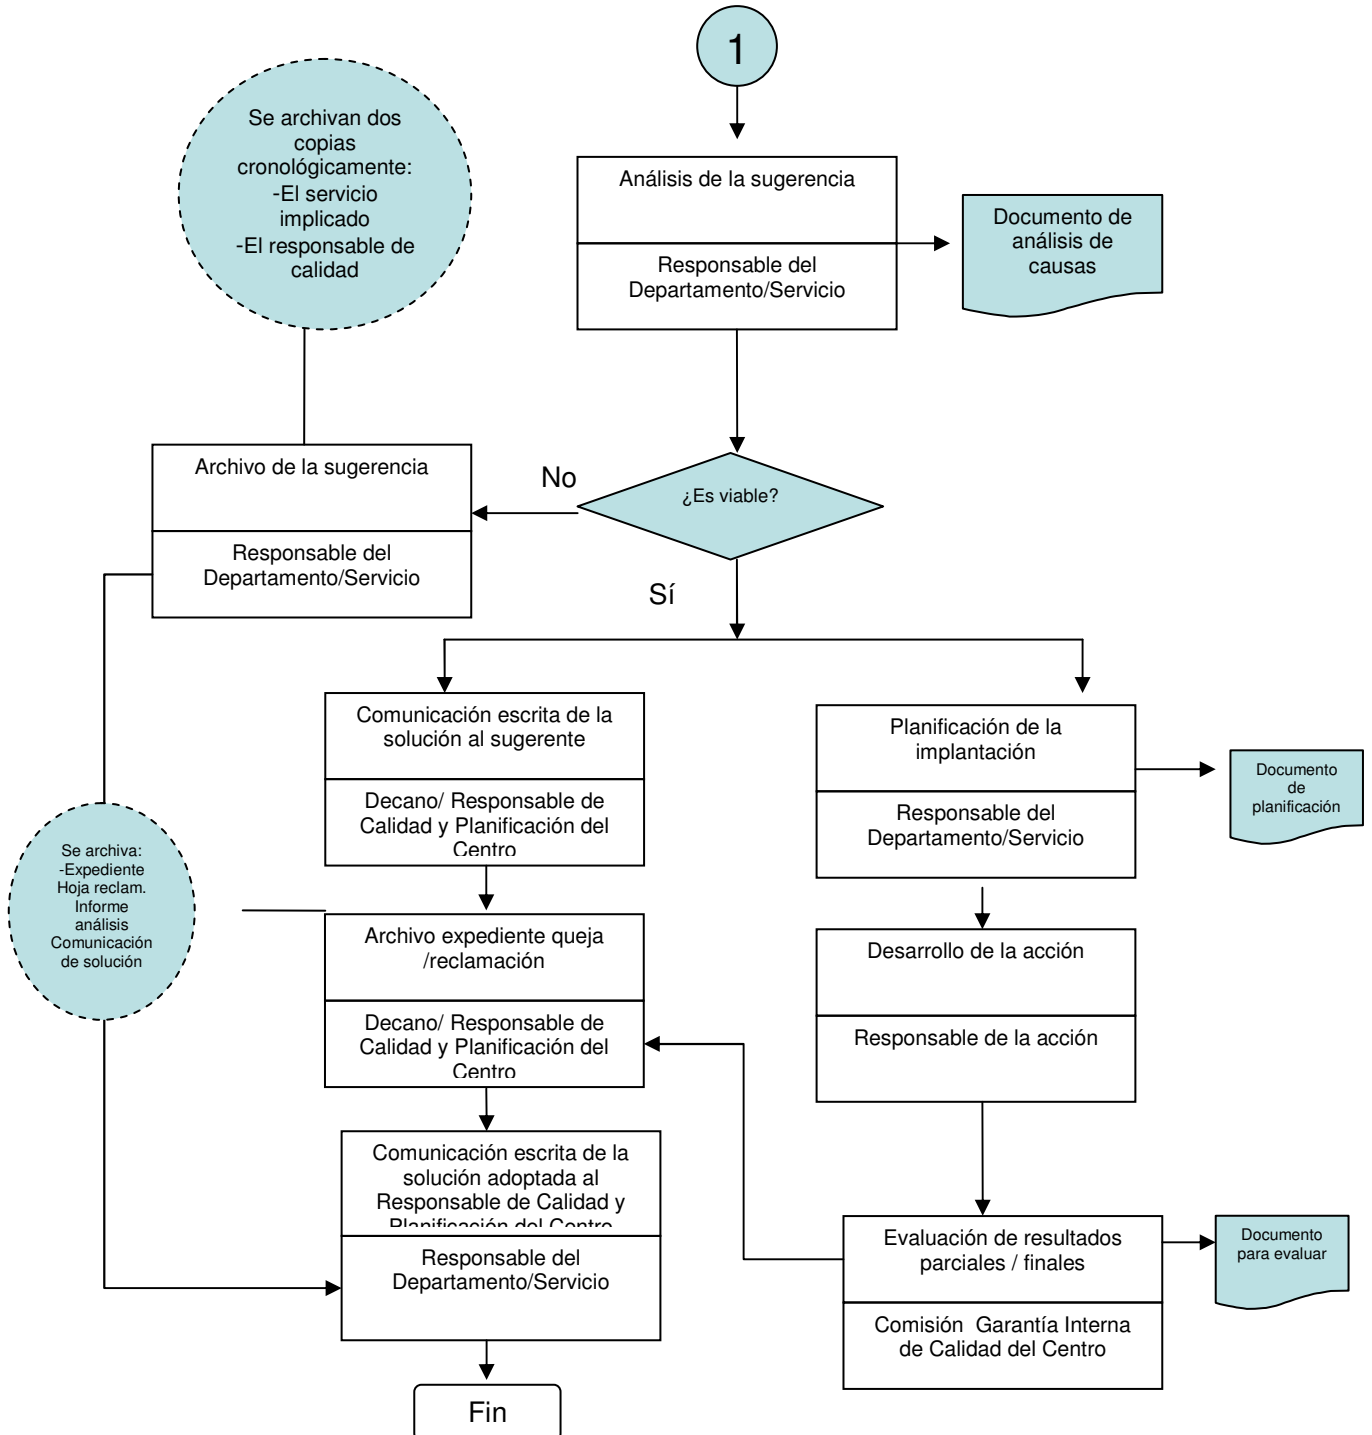 1
Se archivan dos
copias
cronológicamente:
-El servicio
implicado
-El responsable de
calidad
Análisis de la sugerencia
Responsable del
Departamento/Servicio
Documento de
análisis de
causas
Archivo de la sugerencia
Responsable del
Departamento/Servicio
No
¿Es viable?
Sí
Comunicación escrita de la
solución al sugerente
Decano/ Responsable de
Calidad y Planificación del
Centro
Planificación de la
implantación
Responsable del
Departamento/Servicio
Documento
de
planificación
Se archiva:
-Expediente
Hoja reclam.
Informe
análisis
Comunicación
de solución
Archivo expediente queja
/reclamación
Decano/ Responsable de
Calidad y Planificación del
Centro
Desarrollo de la acción
Responsable de la acción
Comunicación escrita de la
solución adoptada al
Responsable de Calidad y
Planificación del Centro
Responsable del
Departamento/Servicio
Evaluación de resultados
parciales / finales
Comisión  Garantía Interna
de Calidad del Centro
Documento
para evaluar
Fin